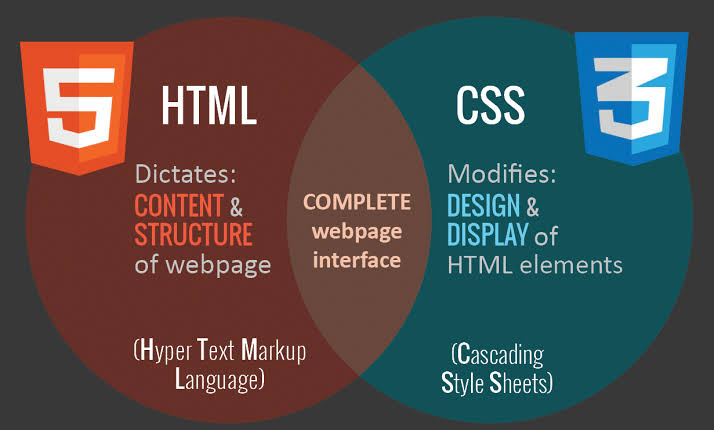 5
HTML
Dictates:
CONTENT &
STRUCTURE
of webpage
(Hyper Text Markup
Language)
COMPLETE
webpage
interface
3
CSS
Modifies:
DESIGN &
DISPLAY of
HTML elements
(Cascading
Style Sheets)